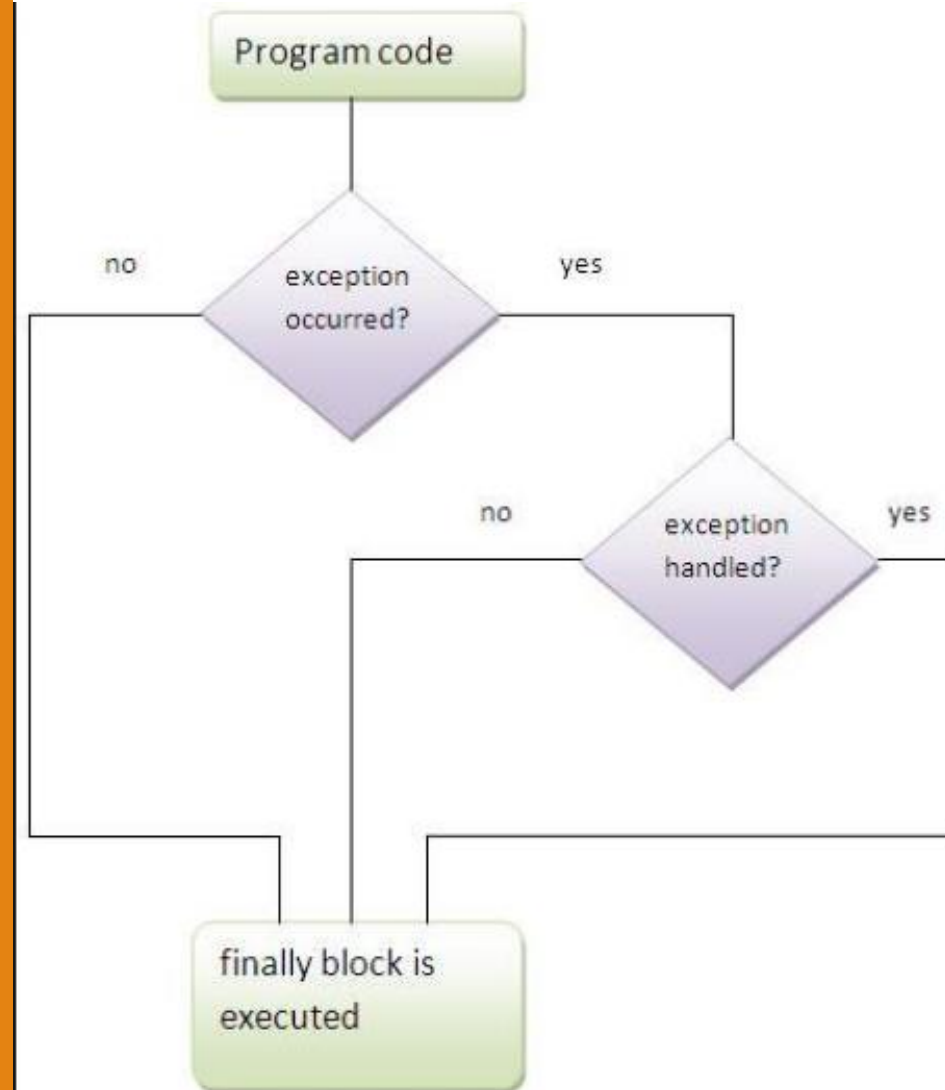 Program code
no
yes
exception
occurred?
no
yes
exception
handled?
finally block is
executed